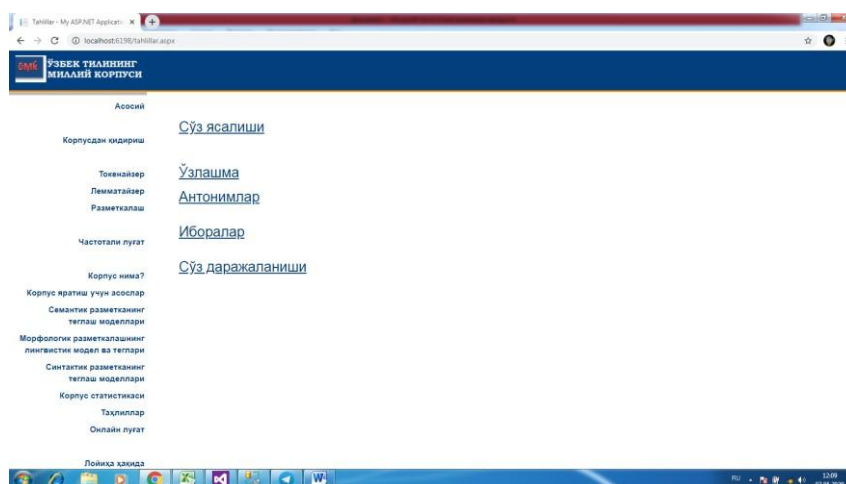 Tahlillar - My ASP.NET Applicati
localhost:6198/tahlillar.aspx
ЎЗБЕК ТИЛИНИНГ
МИЛЛИЙ КОРПУСИ
Асосий
Корпусдан қидириш
Токенайзер
Лемматайзер
Разметкалаш
Частотали луғат
Корпус нима?
Корпус яратиш учун асослар
Семантик разметканинг
теглаш моделлари
Морфологик разметкалашнинг
лингвистик модел ва теглари
Синтактик разметканинг
теглаш моделлари
Корпус статистикаси
Таҳлиллар
Онлайн луғат
Лойиҳа ҳақида
Сўз ясалиши
Ўзлашма
Антонимлар
Иборалар
Сўз даражаланиши
RU
12:09